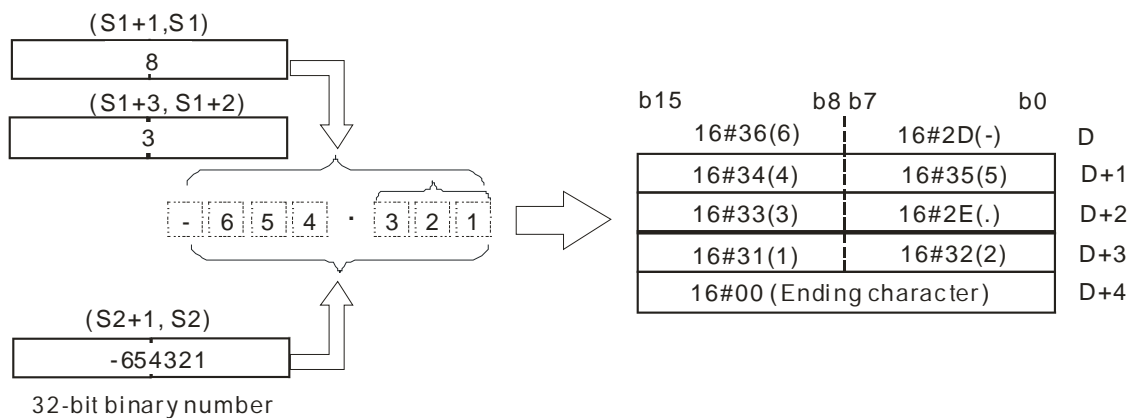 (S1+1,S1)
8
(S1+3, S1+2)
3
- 6 5 4 . 3 2 1
(S2+1, S2)
-654321
32-bit binary number
b15 b8 b7 b0
16#36(6) 16#2D(-) D
16#34(4) 16#35(5) D+1
16#33(3) 16#2E(.) D+2
16#31(1) 16#32(2) D+3
16#00 (Ending character) D+4